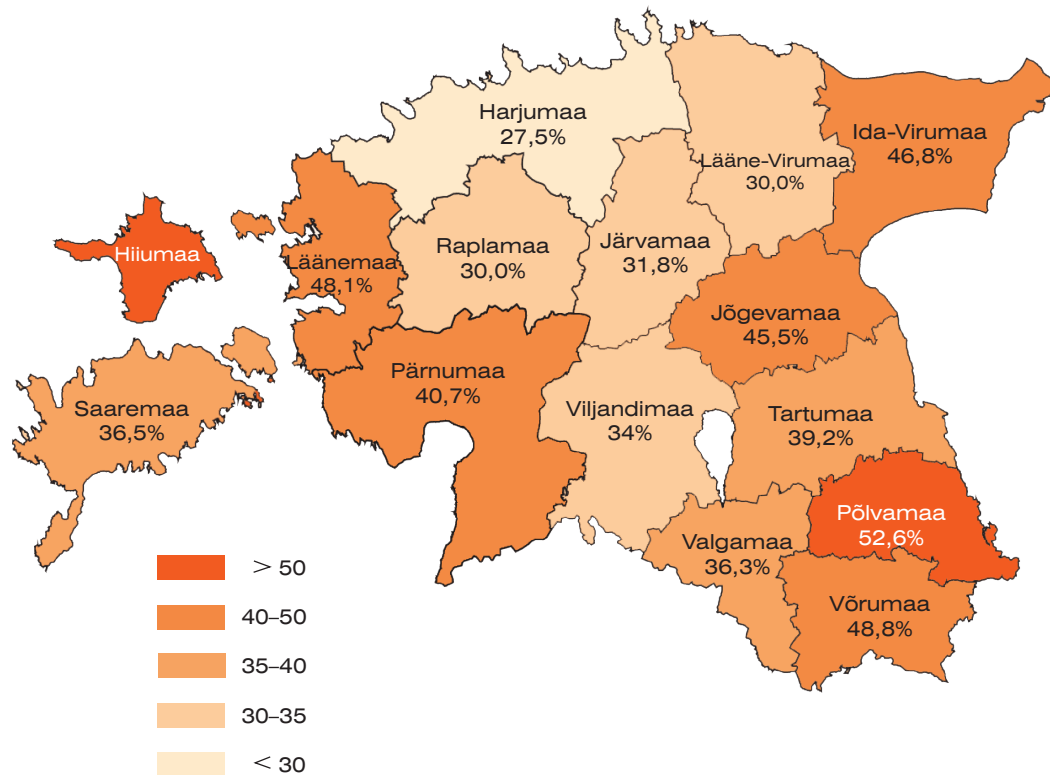 Harjumaa
27,5%
Ida-Virumaa
46,8%
Lääne-Virumaa
30,0%
Hiiumaa
Läänemaa
48,1%
Raplamaa
30,0%
Järvamaa
31,8%
Jõgevamaa
45,5%
Pärnumaa
40,7%
Saaremaa
36,5%
Viljandimaa
34%
Tartumaa
39,2%
Põlvamaa
52,6%
Valgamaa
36,3%
Võrumaa
48,8%
> 50
40–50
35–40
30–35
< 30